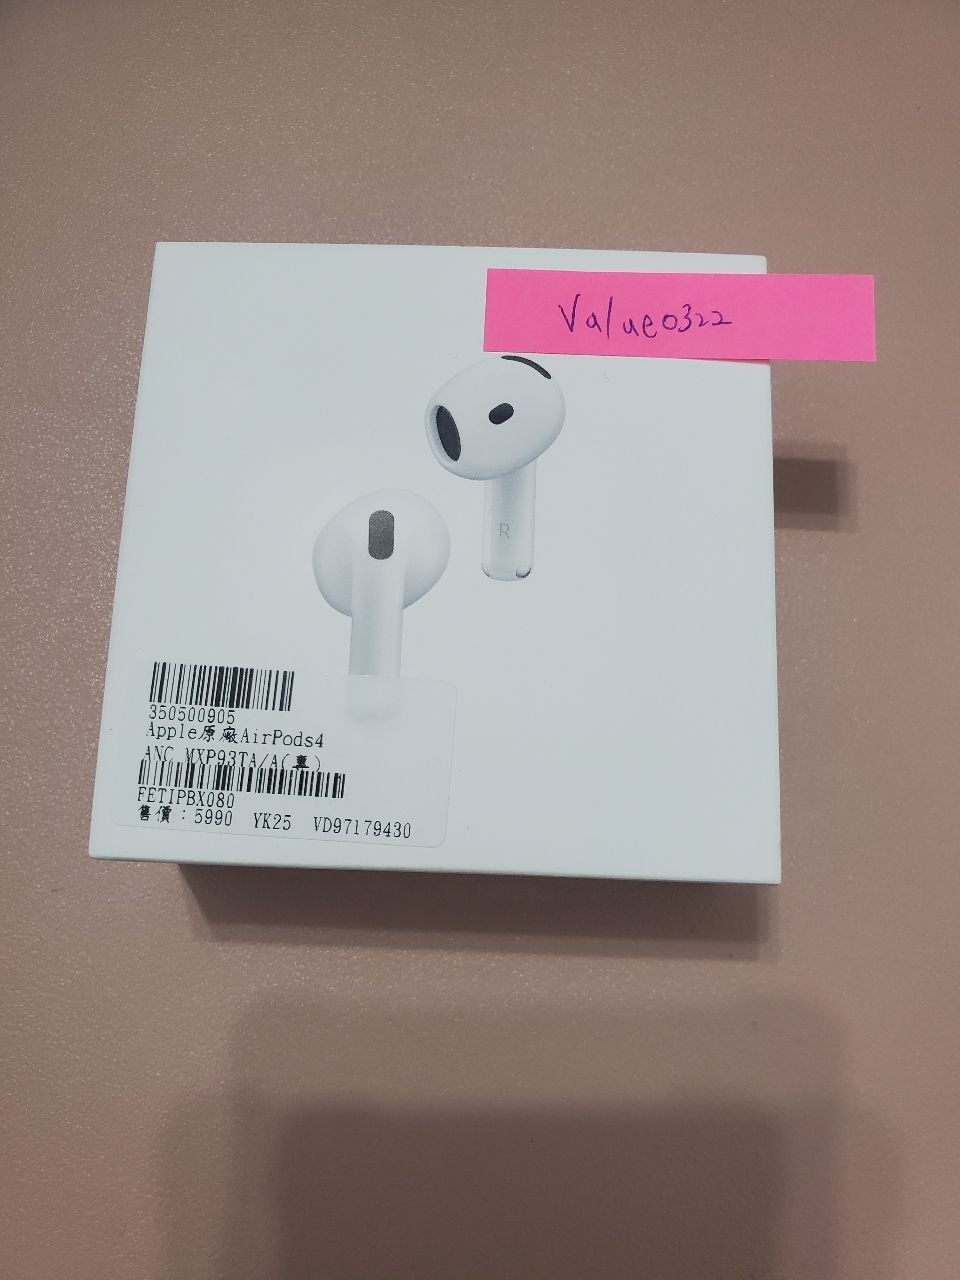 Value0322
R
350500905
Apple原廠AirPods4
ANC MXP93TA/A(單)
FETIPBX080
售價:5990 YK25 VD97179430